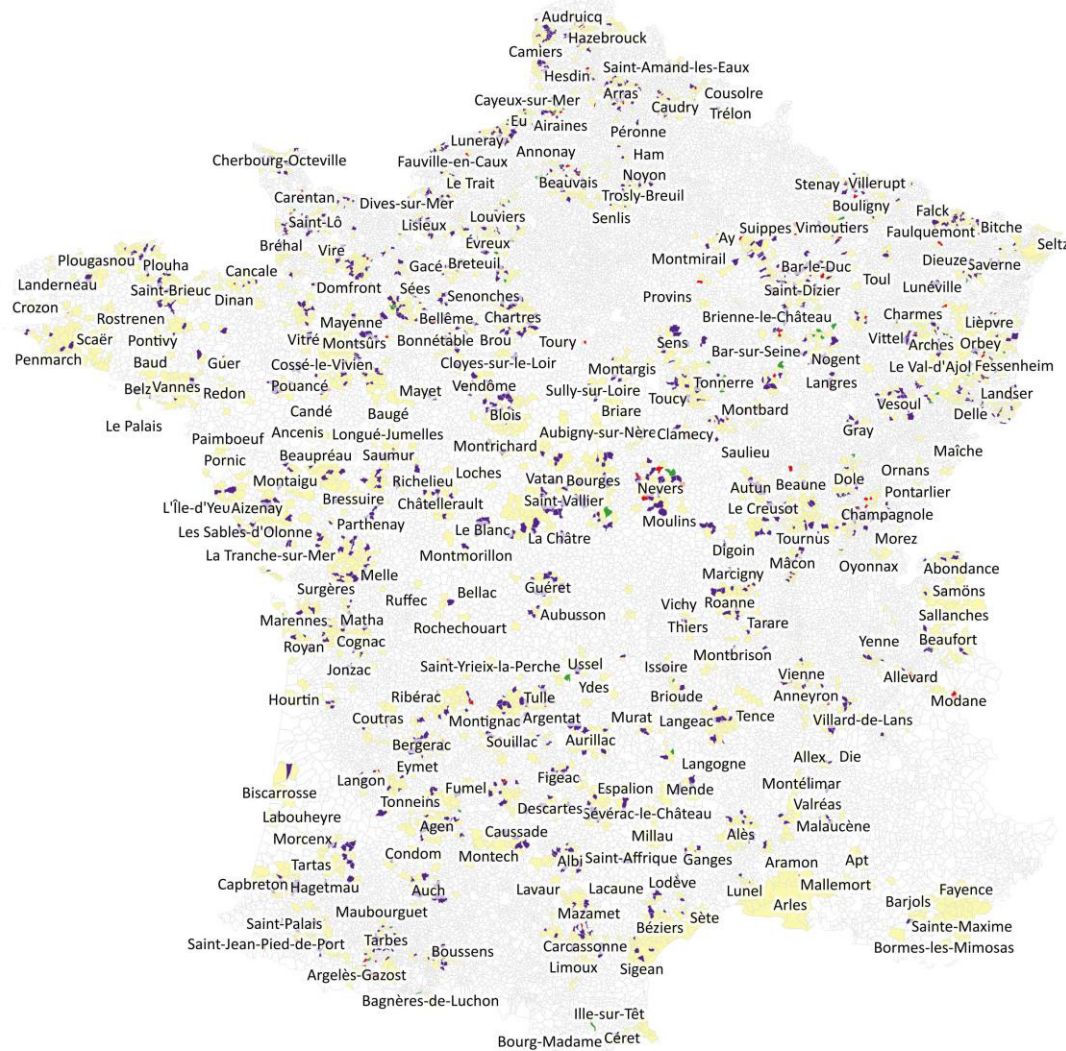 Audruicq
Hazebrouck
Camiers
Saint-Amand-les-Eaux
Hesdin
Arras
Cousolre
Cayeux-sur-Mer
Caudry
Trélon
Eu
Airaines
Péronne
Luneray
Annonay
Ham
Cherbourg-Octeville
Fauville-en-Caux
Noyon
Le Trait
Beauvais
Trosly-Breuil
Stenay
Villerupt
Carentan
Dives-sur-Mer
Senlis
Bouligny
Falck
Saint-Lô
Lisieux
Louviers
Ay
Suippes
Vimoutiers
Faulquemont
Bitche
Bréhal
Vire
Évreux
Seltz
Plougasnou
Plouha
Cancale
Gacé
Breteuil
Montmirail
Bar-le-Duc
Dieuze
Saverne
Landerneau
Saint-Brieuc
Dinan
Domfront
Sées
Senonches
Provins
Saint-Dizier
Toul
Lunéville
Crozon
Rostrenen
Mayenne
Bellême
Chartres
Brienne-le-Château
Charmes
Lièpvre
Scaër
Pontivy
Vitré
Montsurs
Bonnétable
Brou
Toury
Sens
Bar-sur-Seine
Vittel
Arches
Orbey
Penmarch
Baud
Guer
Cossé-le-Vivien
Cloyes-sur-le-Loir
Montargis
Nogent
Le Val-d'Ajol
Fessenheim
Belz
Vannes
Redon
Pouancé
Mayet
Vendôme
Sully-sur-Loire
Toucy
Tonnerre
Langres
Landser
Le Palais
Candé
Baugé
Blois
Briare
Montbard
Vesoul
Delle
Paimboeuf
Ancenis
Longué-Jumelles
Montrichard
Aubigny-sur-Nère
Clamecy
Gray
Pornic
Beaupréau
Saumur
Saulieu
Maîche
Montaigu
Richelieu
Loches
Vatan
Bourges
Nevers
Autun
Beaune
Dole
Ornans
Pontarlier
L'Île-d'Yeu
Aizenay
Bressuire
Châtellerault
Saint-Vallier
Le Creusot
Champagnole
Les Sables-d'Olonne
Parthenay
Le Blanc
La Châtre
Moulins
Tournus
Morez
La Tranche-sur-Mer
Montmorillon
Digoin
Mâcon
Oyonnax
Abondance
Melle
Marcigny
Surgères
Ruffec
Bellac
Guéret
Vichy
Roanne
Samöns
Marennes
Matha
Rochechouart
Aubusson
Thiers
Tarare
Sallanches
Royan
Cognac
Yenne
Beaufort
Jonzac
Saint-Yrieix-la-Perche
Ussel
Issoire
Montbrison
Vienne
Allevard
Hourtin
Ribérac
Tulle
Ydes
Brioude
Anneyron
Modane
Coutras
Montignac
Argentat
Murat
Langeac
Tence
Villard-de-Lans
Bergerac
Souillac
Aurillac
Eymet
Langogne
Allex
Die
Biscarrosse
Langon
Fumel
Figeac
Espalion
Mende
Montélimar
Labouheyre
Tonneins
Descartes
Sévérac-le-Château
Valréas
Morcenx
Agen
Caussade
Millau
Alès
Malaucène
Tartas
Condom
Montech
Albi
Saint-Affrique
Ganges
Aramon
Apt
Capbreton
Hagetmau
Auch
Lavaur
Lacaune
Lodève
Lunel
Mallemort
Fayence
Maubourguet
Mazamet
Sète
Arles
Barjols
Saint-Palais
Béziers
Sainte-Maxime
Saint-Jean-Pied-de-Port
Tarbes
Boussens
Carcassonne
Bormes-les-Mimosas
Argelès-Gazost
Limoux
Sigean
Bagnères-de-Luchon
Ille-sur-Têt
Bourg-Madame
Céret